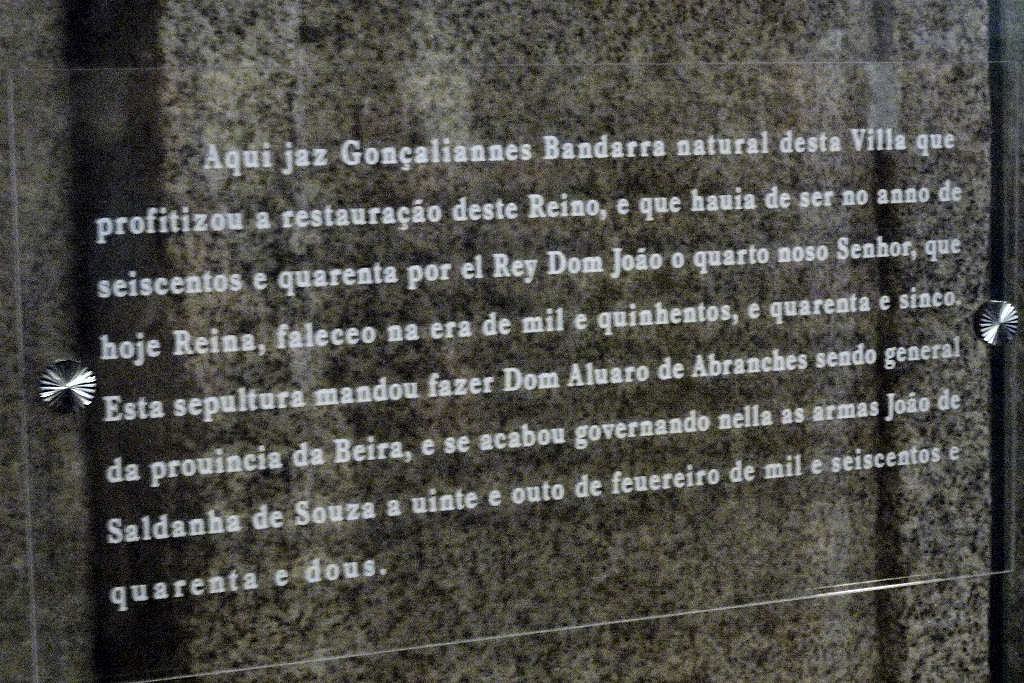 Aqui jaz Gonçaliannes Bandarra natural desta Villa que
profitizou a restauração deste Reino, e que hauia de ser no anno de
seiscentos e quarenta por el Rey Dom João o quarto noso Senhor, que
hoje Reina, faleceo na era de mil e quinhentos, e quarenta e sinco.
Esta sepultura mandou fazer Dom Aluaro de Abranches sendo general
da prouincia da Beira, e se acabou governando nella as armas João de
Saldanha de Souza a uinte e outo de feuereiro de mil e seiscentos e
quarenta e dous.